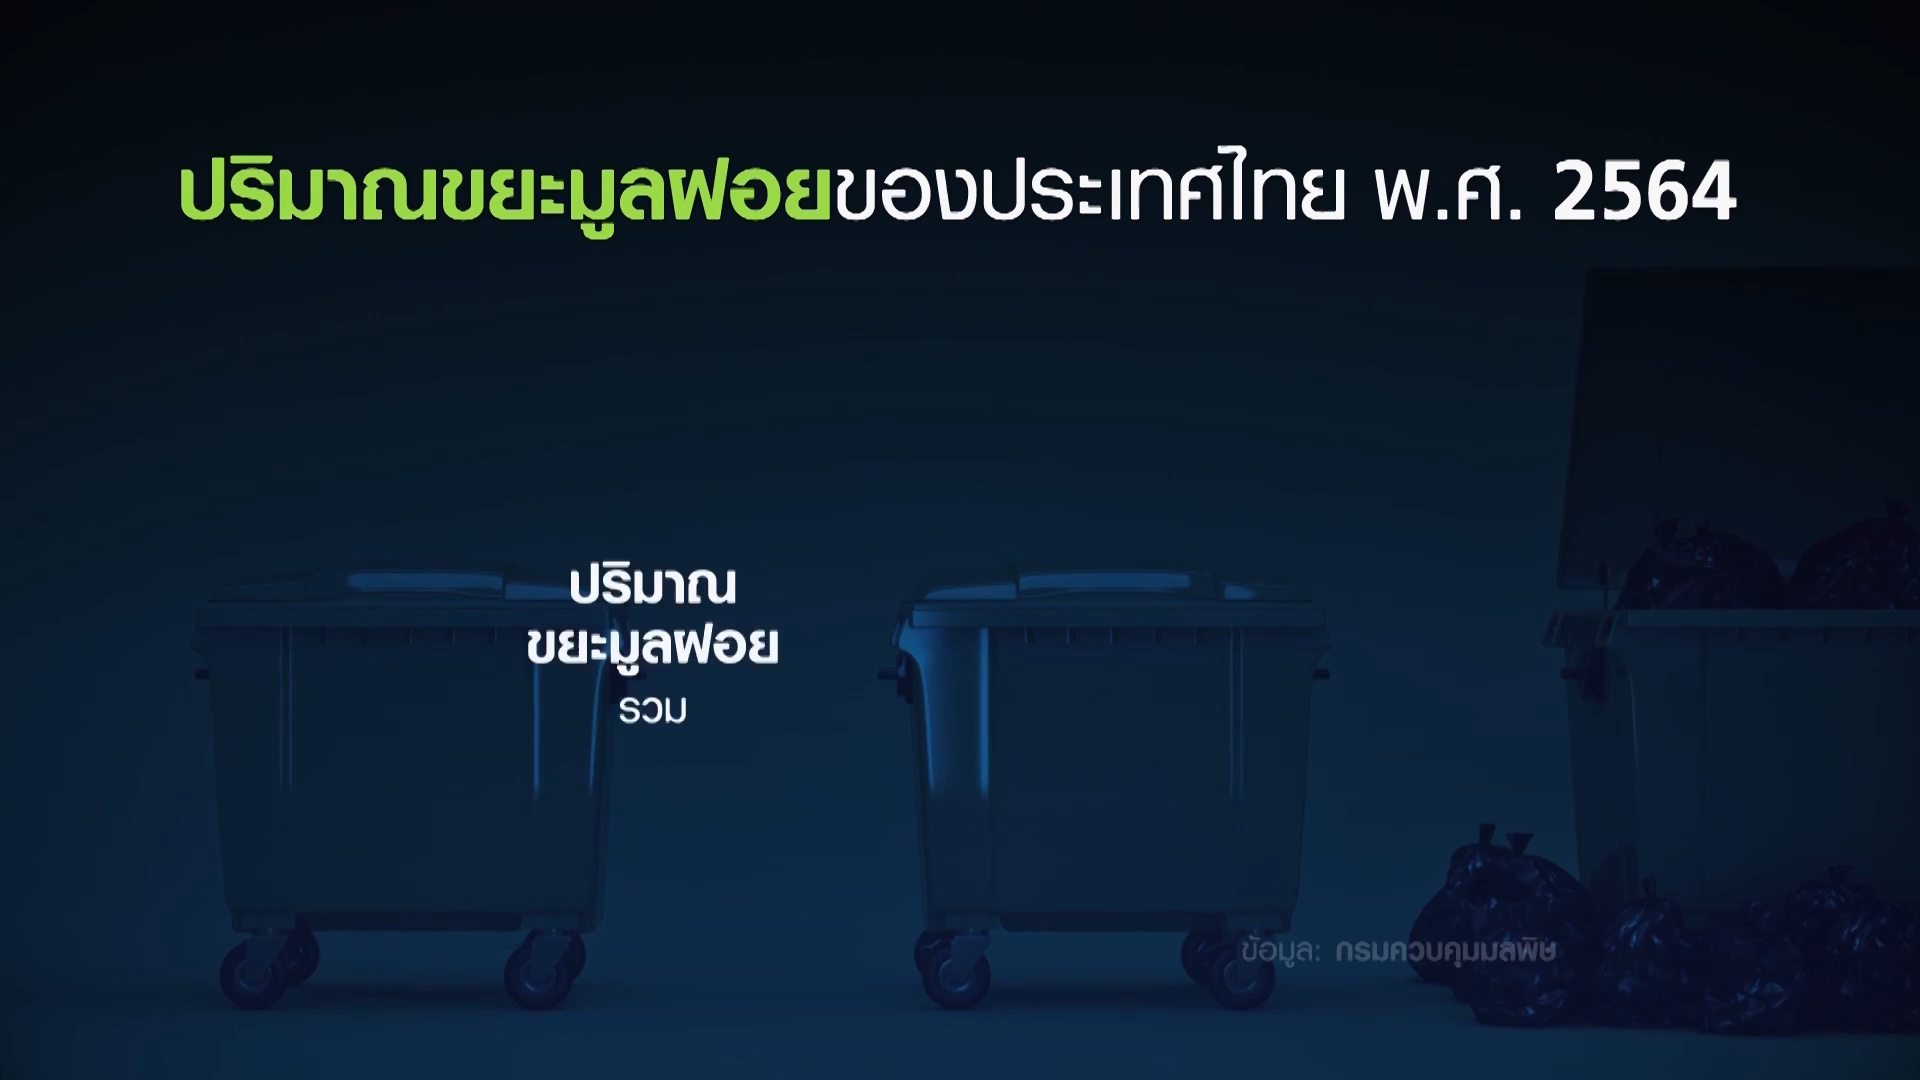 ปริมาณขยะมูลฝอยของประเทศไทย พ.ศ. 2564
ปริมาณ
ขยะมูลฝอย
รวม
ข้อมูล: กรมควบคุมมลพิษ